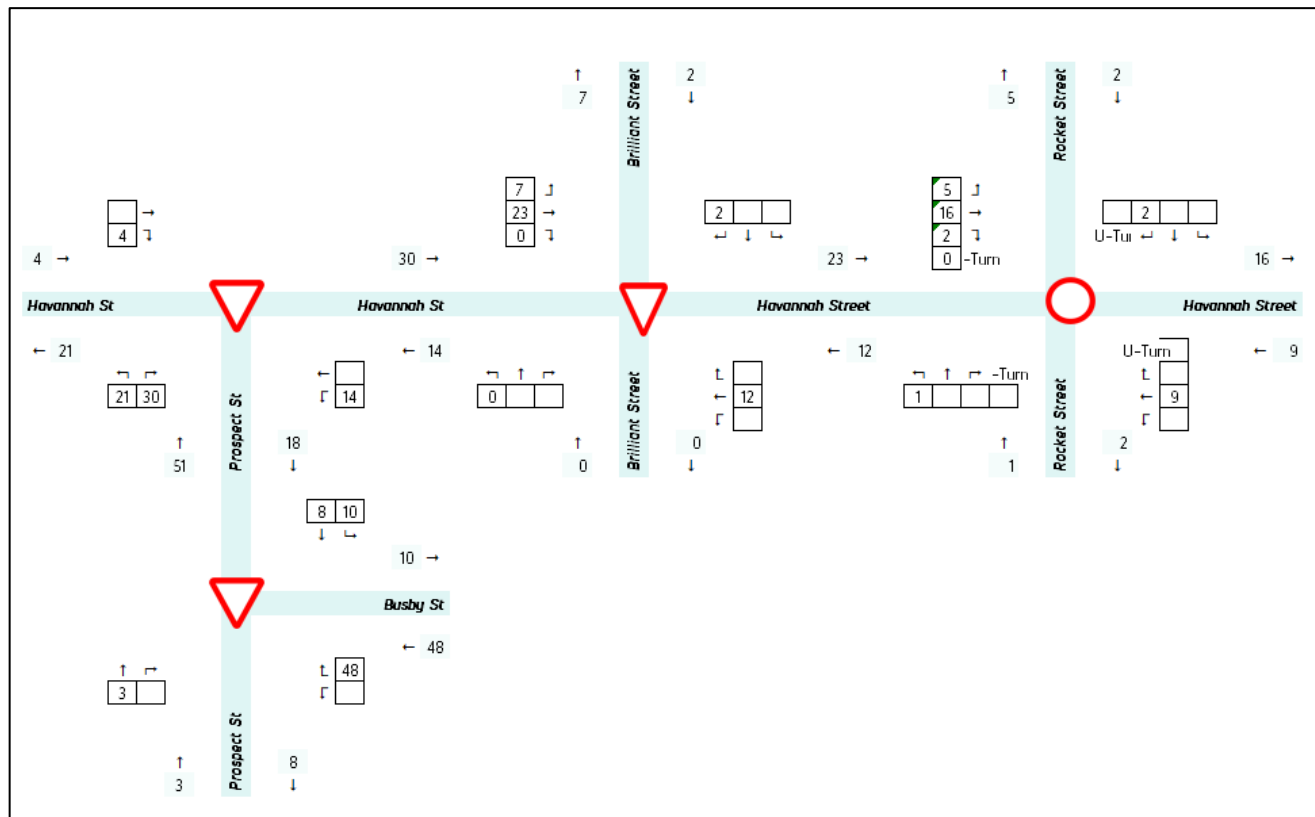 ↑ 2 ↑ 2
7 ↓ 5 ↓
Brilliant Street
Rocket Street
7 ↲ 5 ↲
→ 23 → 2 16 → 2
4 ↴ 0 ↴ ↵ ↓ ↳ 2 ↴ U-Tur ↵ ↓ ↳
4 → 30 → 23 → 0 -Turn 16 →
Havannah St Havannah St Havannah Street Havannah Street
← 21 ← 14 ← 12 U-Turn ← 9
↰ ↱ ← ↰ ↑ ↱ ↰ ↑ ↱ -Turn
21 30 14 0 12 1 9
↑ 18 ↑ 0 ↑ 2
51 ↓ 0 ↓ 1 ↓
Prospect St
Brilliant Street
Rocket Street
8 10
↓ ↳
10 →
Busby St
← 48
↑ ↱ 48
3
Prospect St
↑ 8
3 ↓